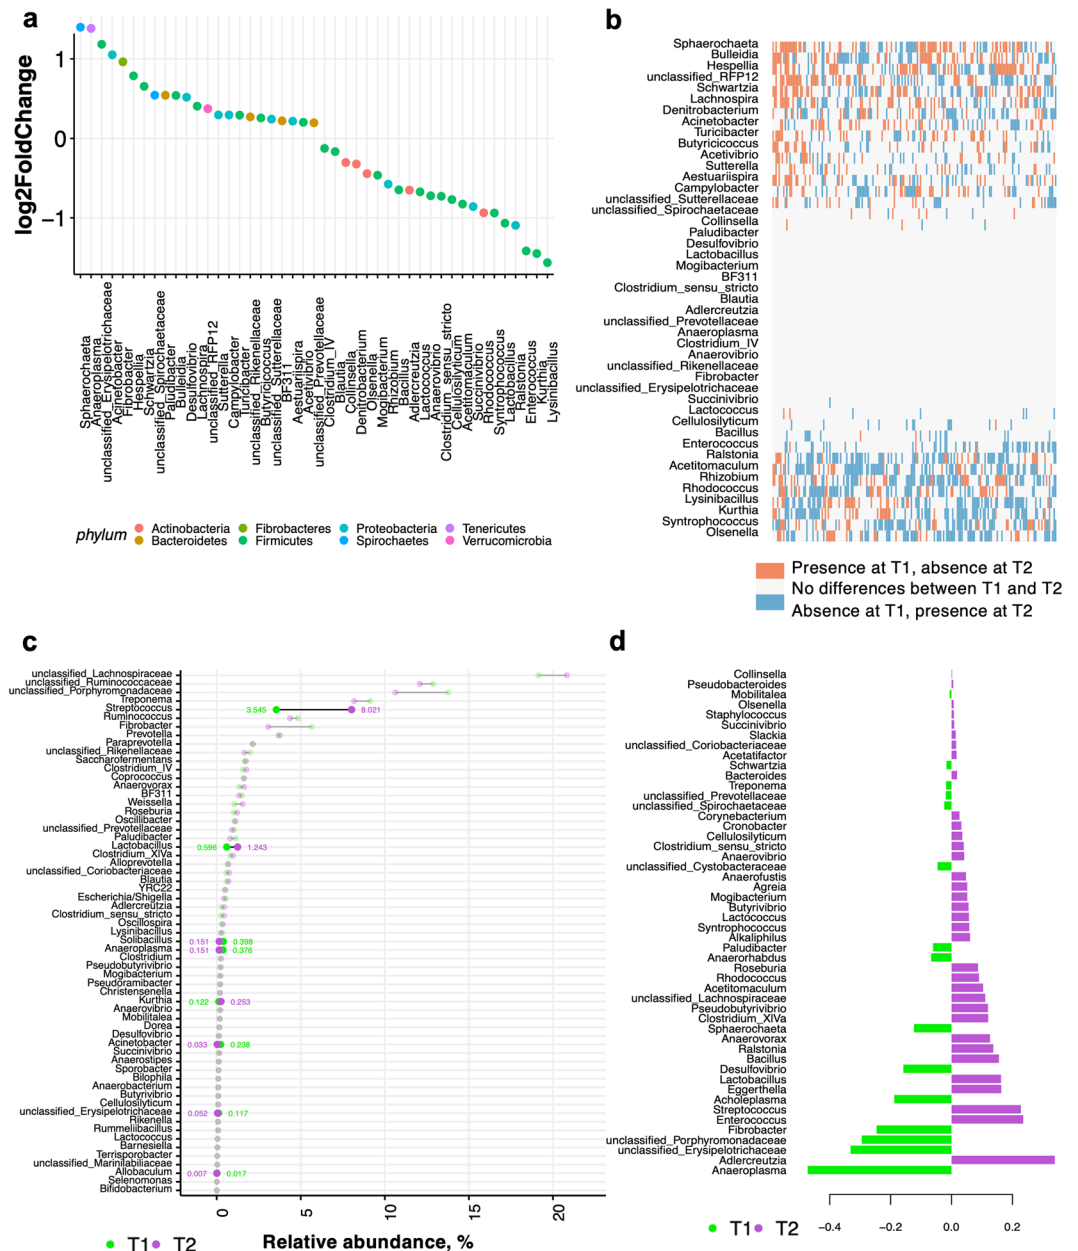 a
log2FoldChange
1
0
−1
Sphaerochaeta
Anaeroplasma
unclassified_Erysipelotrichaceae
Acinetobacter
Fibrobacter
Hespellia
Schwartzia
unclassified_Spirochaetaceae
Paludibacter
Bulleidia
Desulfovibrio
Lachnospira
unclassified_RFP12
Sutterella
Campylobacter
Turicibacter
unclassified_Rikenellaceae
Butyricicoccus
unclassified_Sutterellaceae
BF311
Aestuariispira
Acetivibrio
unclassified_Prevotellaceae
Clostridium_IV
Blautia
Collinsella
Denitrobacterium
Olsenella
Mogibacterium
Rhizobium
Bacillus
Adlercreutzia
Lactococcus
Anaerovibrio
Clostridium_sensu_stricto
Cellulosilyticum
Acetitomaculum
Succinivibrio
Rhodococcus
Syntrophococcus
Lactobacillus
Ralstonia
Enterococcus
Kurthia
Lysinibacillus
phylum
Actinobacteria
Fibrobacteres
Proteobacteria
Tenericutes
Bacteroidetes
Firmicutes
Spirochaetes
Verrucomicrobia
b
Sphaerochaeta
Bulleidia
Hespellia
unclassified_RFP12
Schwartzia
Lachnospira
Denitrobacterium
Acinetobacter
Turicibacter
Butyricicoccus
Acetivibrio
Sutterella
Aestuariispira
Campylobacter
unclassified_Sutterellaceae
unclassified_Spirochaetaceae
Collinsella
Paludibacter
Desulfovibrio
Lactobacillus
Mogibacterium
BF311
Clostridium_sensu_stricto
Blautia
Adlercreutzia
unclassified_Prevotellaceae
Anaeroplasma
Clostridium_IV
Anaerovibrio
unclassified_Rikenellaceae
Fibrobacter
unclassified_Erysipelotrichaceae
Succinivibrio
Lactococcus
Cellulosilyticum
Bacillus
Enterococcus
Ralstonia
Acetitomaculum
Rhizobium
Rhodococcus
Lysinibacillus
Kurthia
Syntrophococcus
Olsenella
Presence at T1, absence at T2
No differences between T1 and T2
Absence at T1, presence at T2
c
unclassified_Lachnospiraceae
unclassified_Ruminococcaceae
unclassified_Porphyromonadaceae
Treponema
Streptococcus 3.545 8.021
Ruminococcus
Fibrobacter
Prevotella
Paraprevotella
unclassified_Rikenellaceae
Saccharofermentans
Clostridium_IV
Coprococcus
Anaerovorax
BF311
Weissella
Roseburia
Oscillibacter
unclassified_Prevotellaceae
Paludibacter
Lactobacillus 0.596 1.243
Clostridium_XlVa
Alloprevotella
unclassified_Coriobacteriaceae
Blautia
YRC22
Escherichia/Shigella
Adlercreutzia
Clostridium_sensu_stricto
Oscillospira
Lysinibacillus
Solibacillus 0.151 0.398
Anaeroplasma 0.151 0.376
Clostridium
Pseudobutyrivibrio
Mogibacterium
Pseudoramibacter
Christensenella
Kurthia 0.122 0.253
Anaerovibrio
Mobilitalea
Dorea
Desulfovibrio
Acinetobacter 0.033 0.238
Succinivibrio
Anaerostipes
Sporobacter
Bilophila
Anaerobacterium
Butyrivibrio
Cellulosilyticum
unclassified_Erysipelotrichaceae 0.052 0.117
Rikenella
Rummeliibacillus
Lactococcus
Barnesiella
Terrisporobacter
unclassified_Marinilabiliaceae
Allobaculum 0.007 0.017
Selenomonas
Bifidobacterium
0 5 10 15 20
T1 T2 Relative abundance, %
d
Collinsella
Pseudobacteroides
Mobilitalea
Olsenella
Staphylococcus
Succinivibrio
Slackia
unclassified_Coriobacteriaceae
Acetatifactor
Schwartzia
Bacteroides
Treponema
unclassified_Prevotellaceae
unclassified_Spirochaetaceae
Corynebacterium
Cronobacter
Cellulosilyticum
Clostridium_sensu_stricto
Anaerovibrio
unclassified_Cystobacteraceae
Anaerofustis
Agreia
Mogibacterium
Butyrivibrio
Lactococcus
Syntrophococcus
Alkaliphilus
Paludibacter
Anaerorhabdus
Roseburia
Rhodococcus
Acetitomaculum
unclassified_Lachnospiraceae
Pseudobutyrivibrio
Clostridium_XlVa
Sphaerochaeta
Anaerovorax
Ralstonia
Bacillus
Desulfovibrio
Lactobacillus
Eggerthella
Acholeplasma
Streptococcus
Enterococcus
Fibrobacter
unclassified_Porphyromonadaceae
unclassified_Erysipelotrichaceae
Adlercreutzia
Anaeroplasma
−0.4 −0.2 0.0 0.2
T1 T2